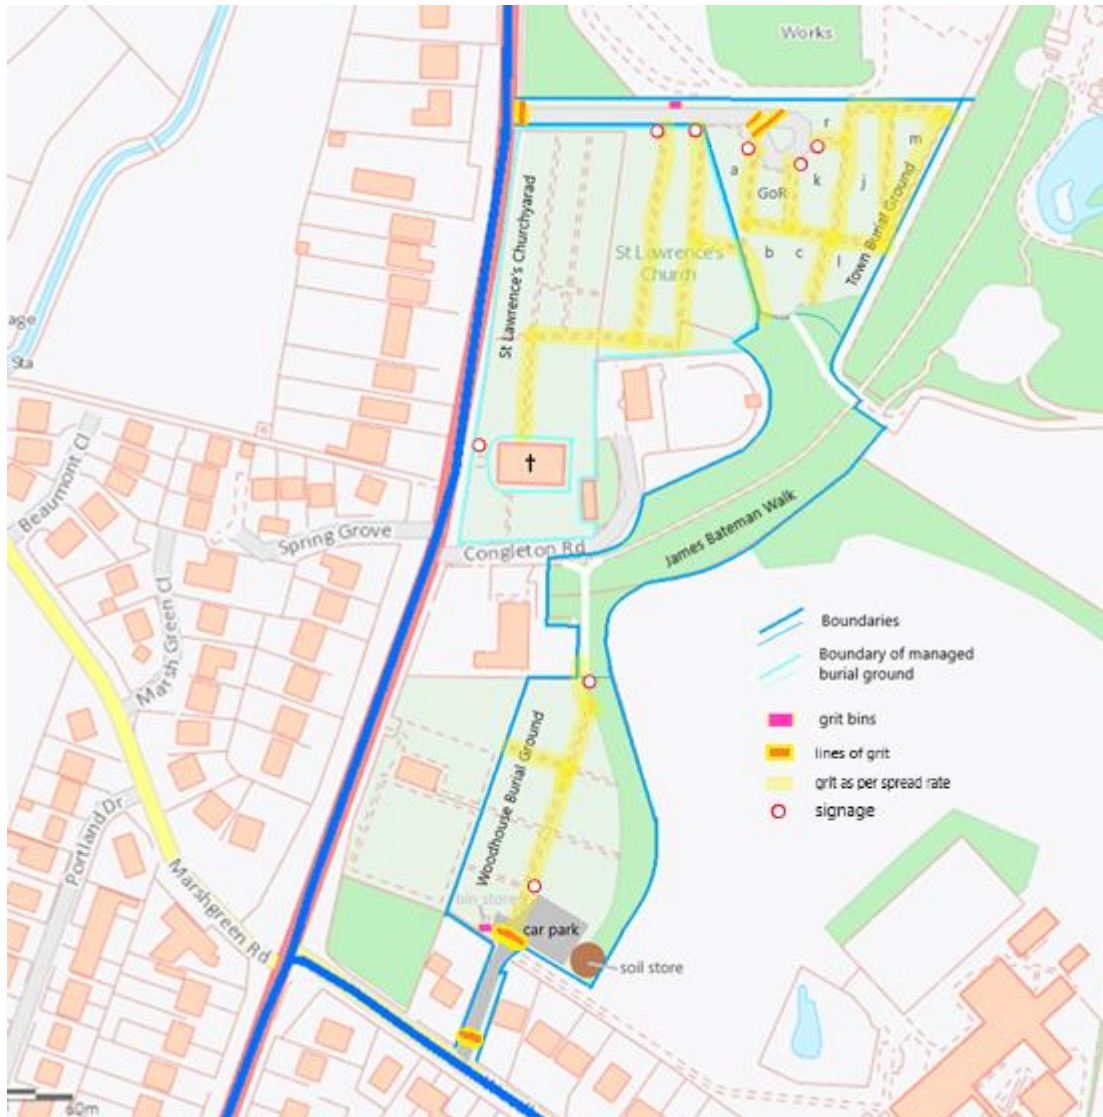 Works
r
m
a
k
j
GoR
St Lawrence's Churchyarad
St Lawrence's
Church
b
c
l
Town Burial Ground
age
Sta
Beaumont Cl
Spring Grove
Congleton Rd
James Bateman Walk
Marsh Green Cl
Boundaries
Boundary of managed
burial ground
grit bins
lines of grit
grit as per spread rate
signage
Woodhouse Burial Ground
Portland Dr
Marshgreen Rd
bin store
car park
soil store
60m